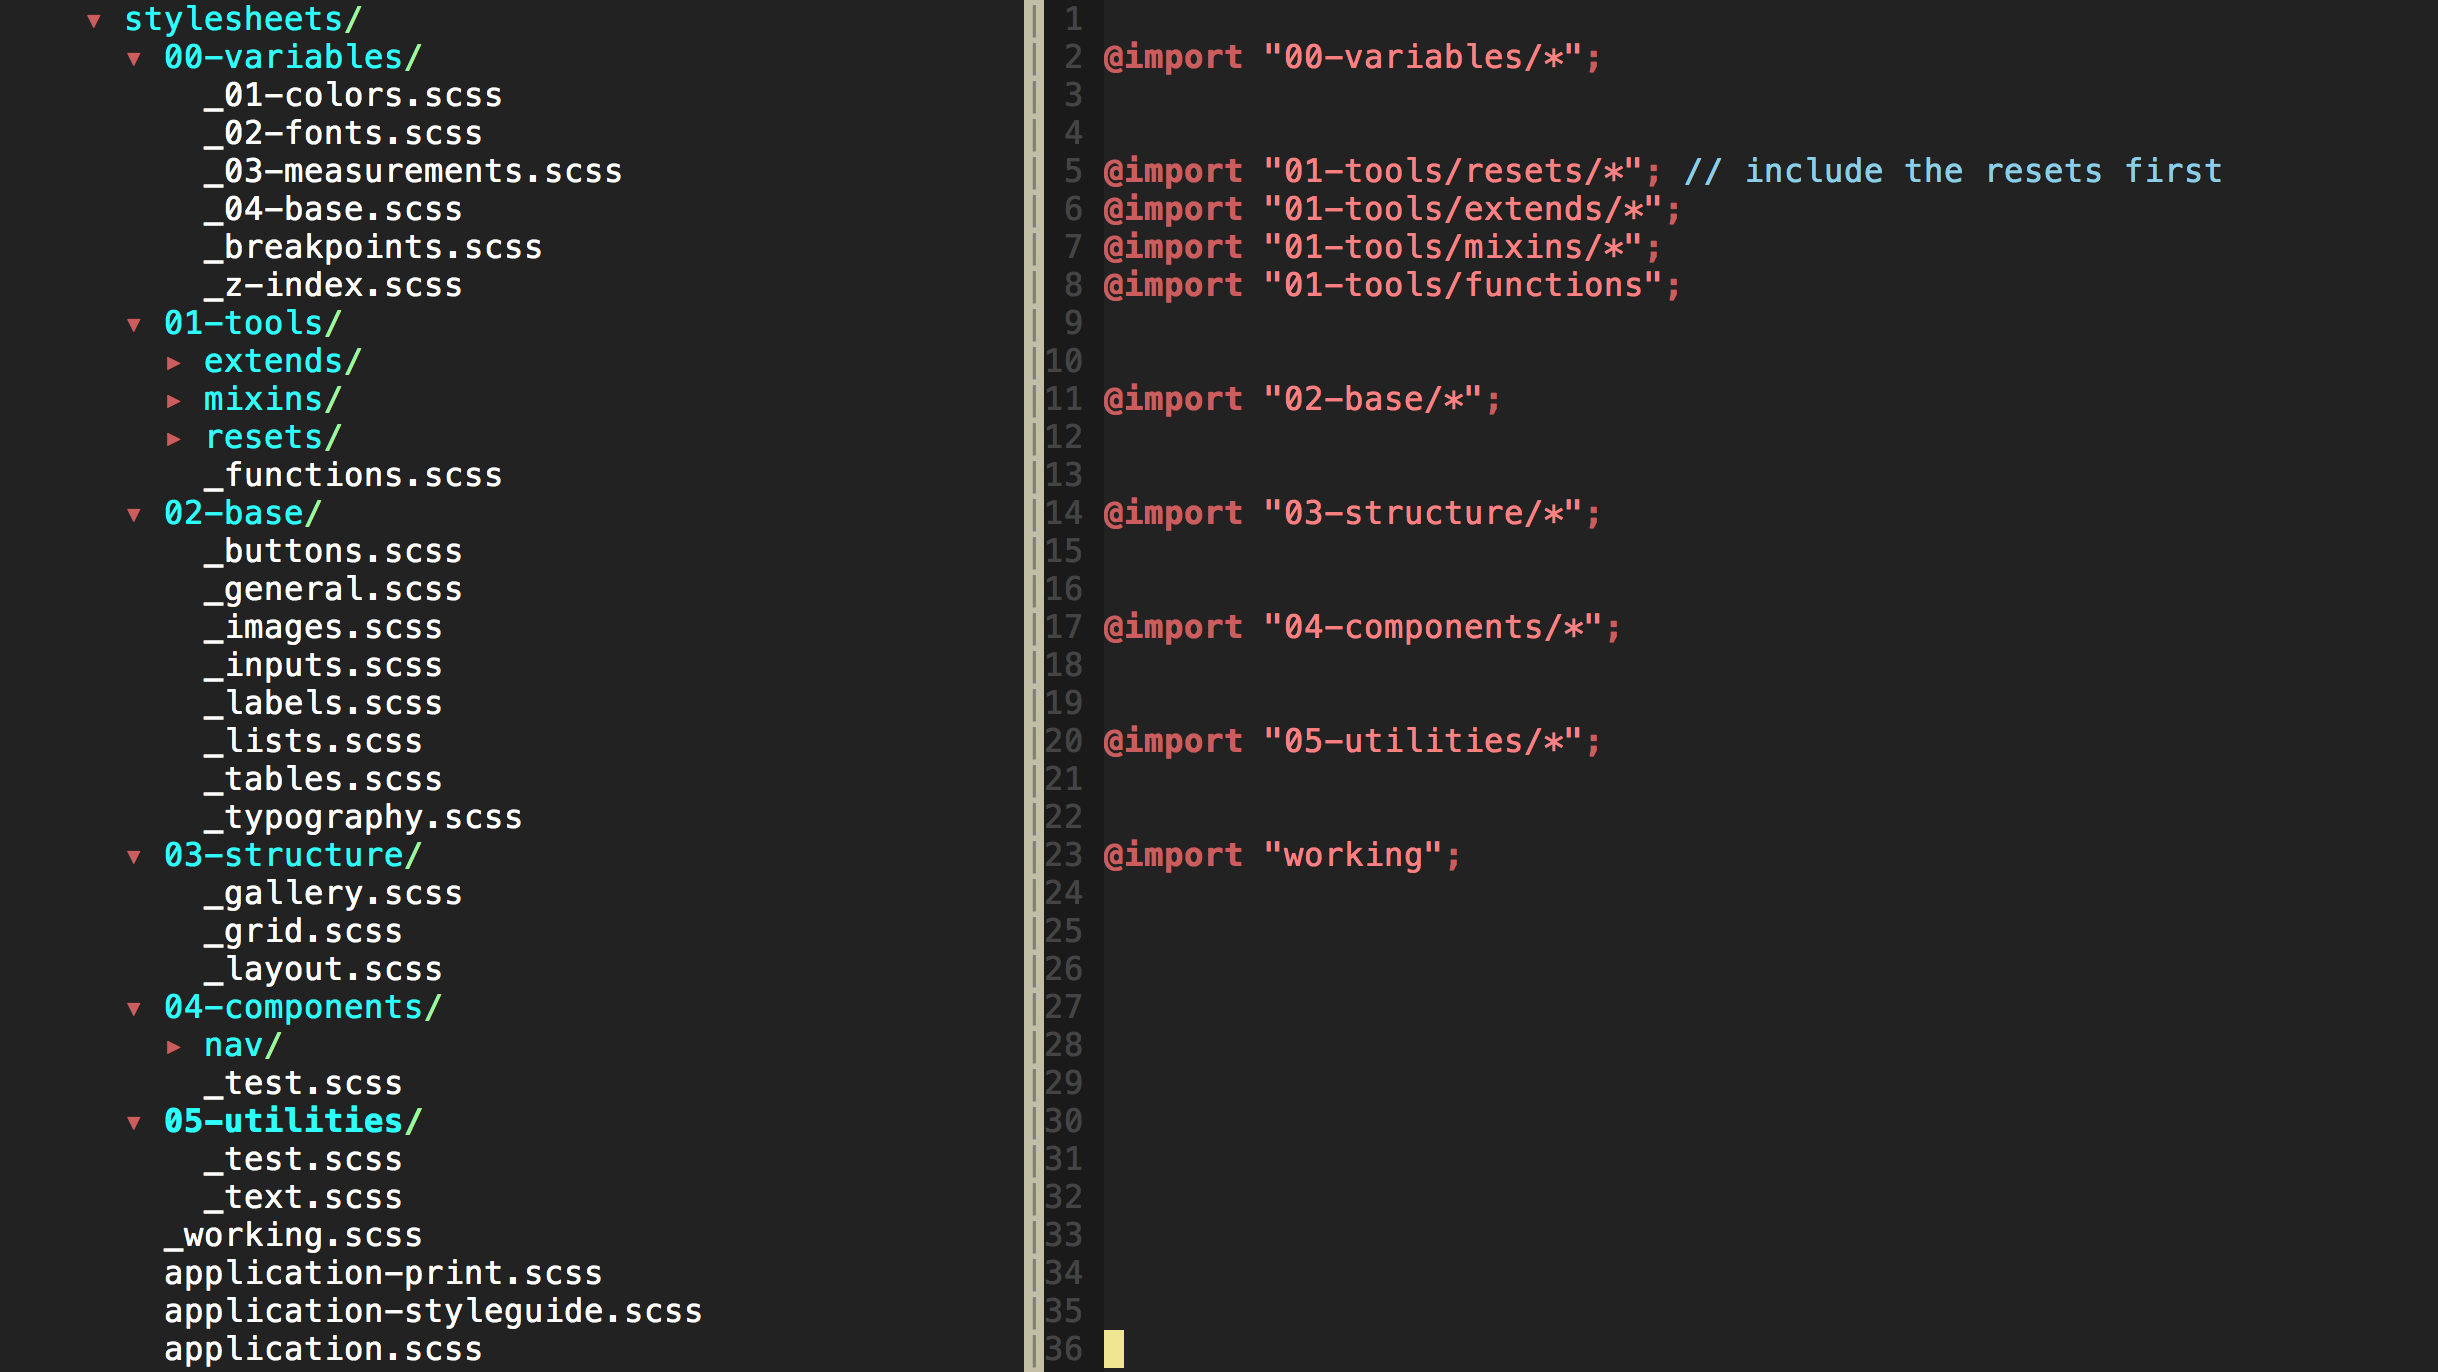 ▾ stylesheets/
▾ 00-variables/
_01-colors.scss
_02-fonts.scss
_03-measurements.scss
_04-base.scss
_breakpoints.scss
_z-index.scss
▾ 01-tools/
▸ extends/
▸ mixins/
▸ resets/
_functions.scss
▾ 02-base/
_buttons.scss
_general.scss
_images.scss
_inputs.scss
_labels.scss
_lists.scss
_tables.scss
_typography.scss
▾ 03-structure/
_gallery.scss
_grid.scss
_layout.scss
▾ 04-components/
▸ nav/
_test.scss
▾ 05-utilities/
_test.scss
_text.scss
_working.scss
application-print.scss
application-styleguide.scss
application.scss
1
2 @import "00-variables/*";
3
4
5 @import "01-tools/resets/*"; // include the resets first
6 @import "01-tools/extends/*";
7 @import "01-tools/mixins/*";
8 @import "01-tools/functions";
9
10
11 @import "02-base/*";
12
13
14 @import "03-structure/*";
15
16
17 @import "04-components/*";
18
19
20 @import "05-utilities/*";
21
22
23 @import "working";
24
25
26
27
28
29
30
31
32
33
34
35
36